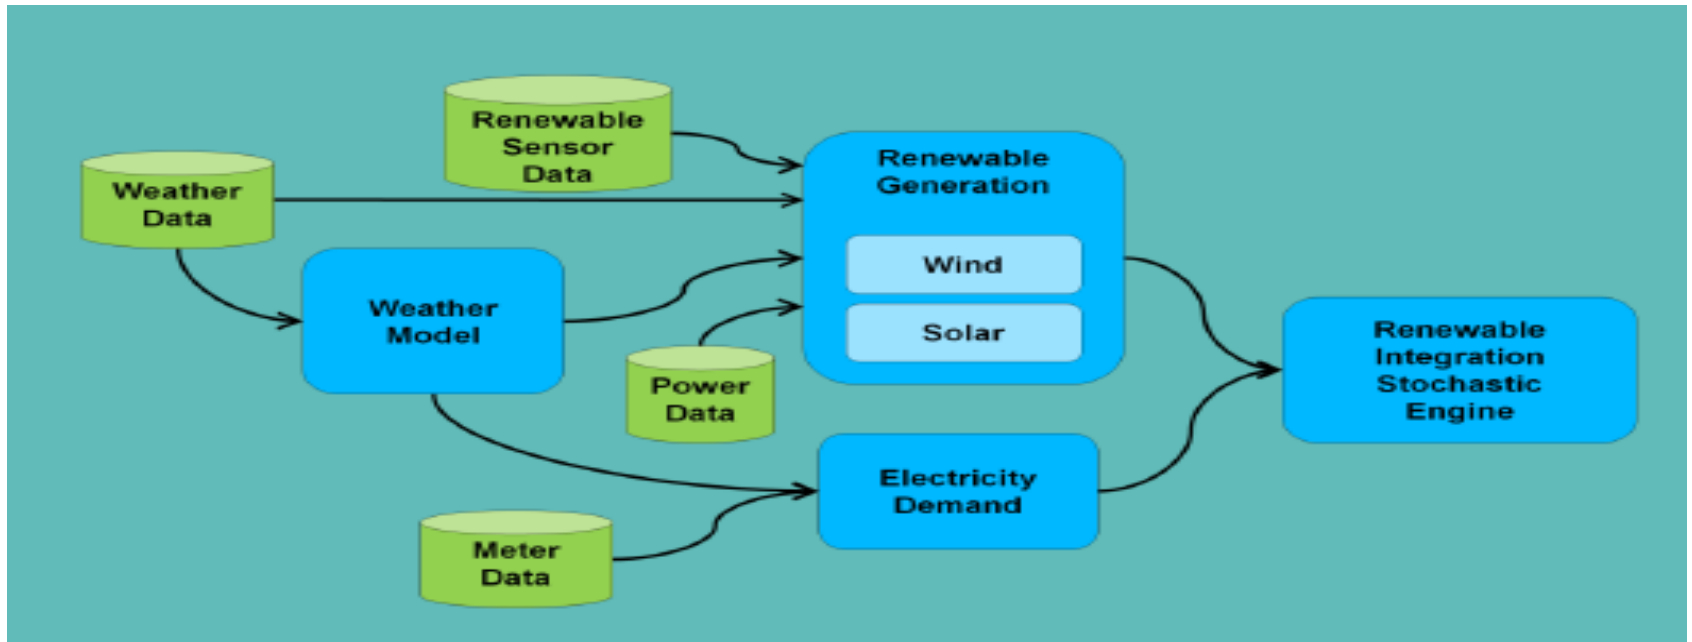 Renewable
Sensor
Data
Weather
Data
Renewable
Generation
Wind
Solar
Weather
Model
Power
Data
Renewable
Integration
Stochastic
Engine
Electricity
Demand
Meter
Data